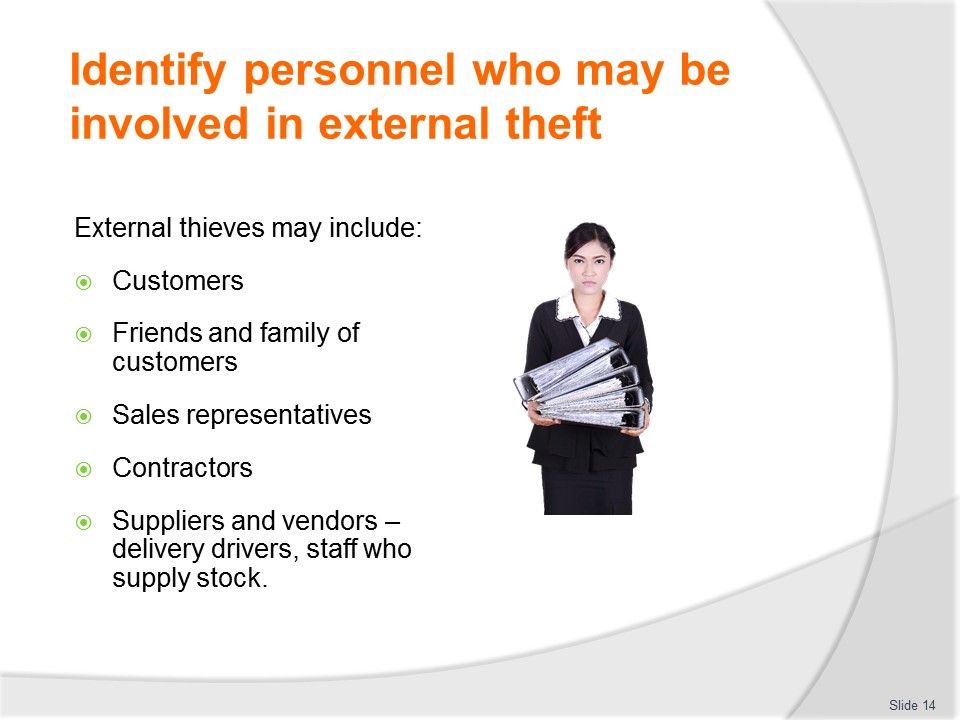 Identify personnel who may be
involved in external theft
External thieves may include:
Customers
Friends and family of
customers
Sales representatives
Contractors
Suppliers and vendors –
delivery drivers, staff who
supply stock.
Slide 14